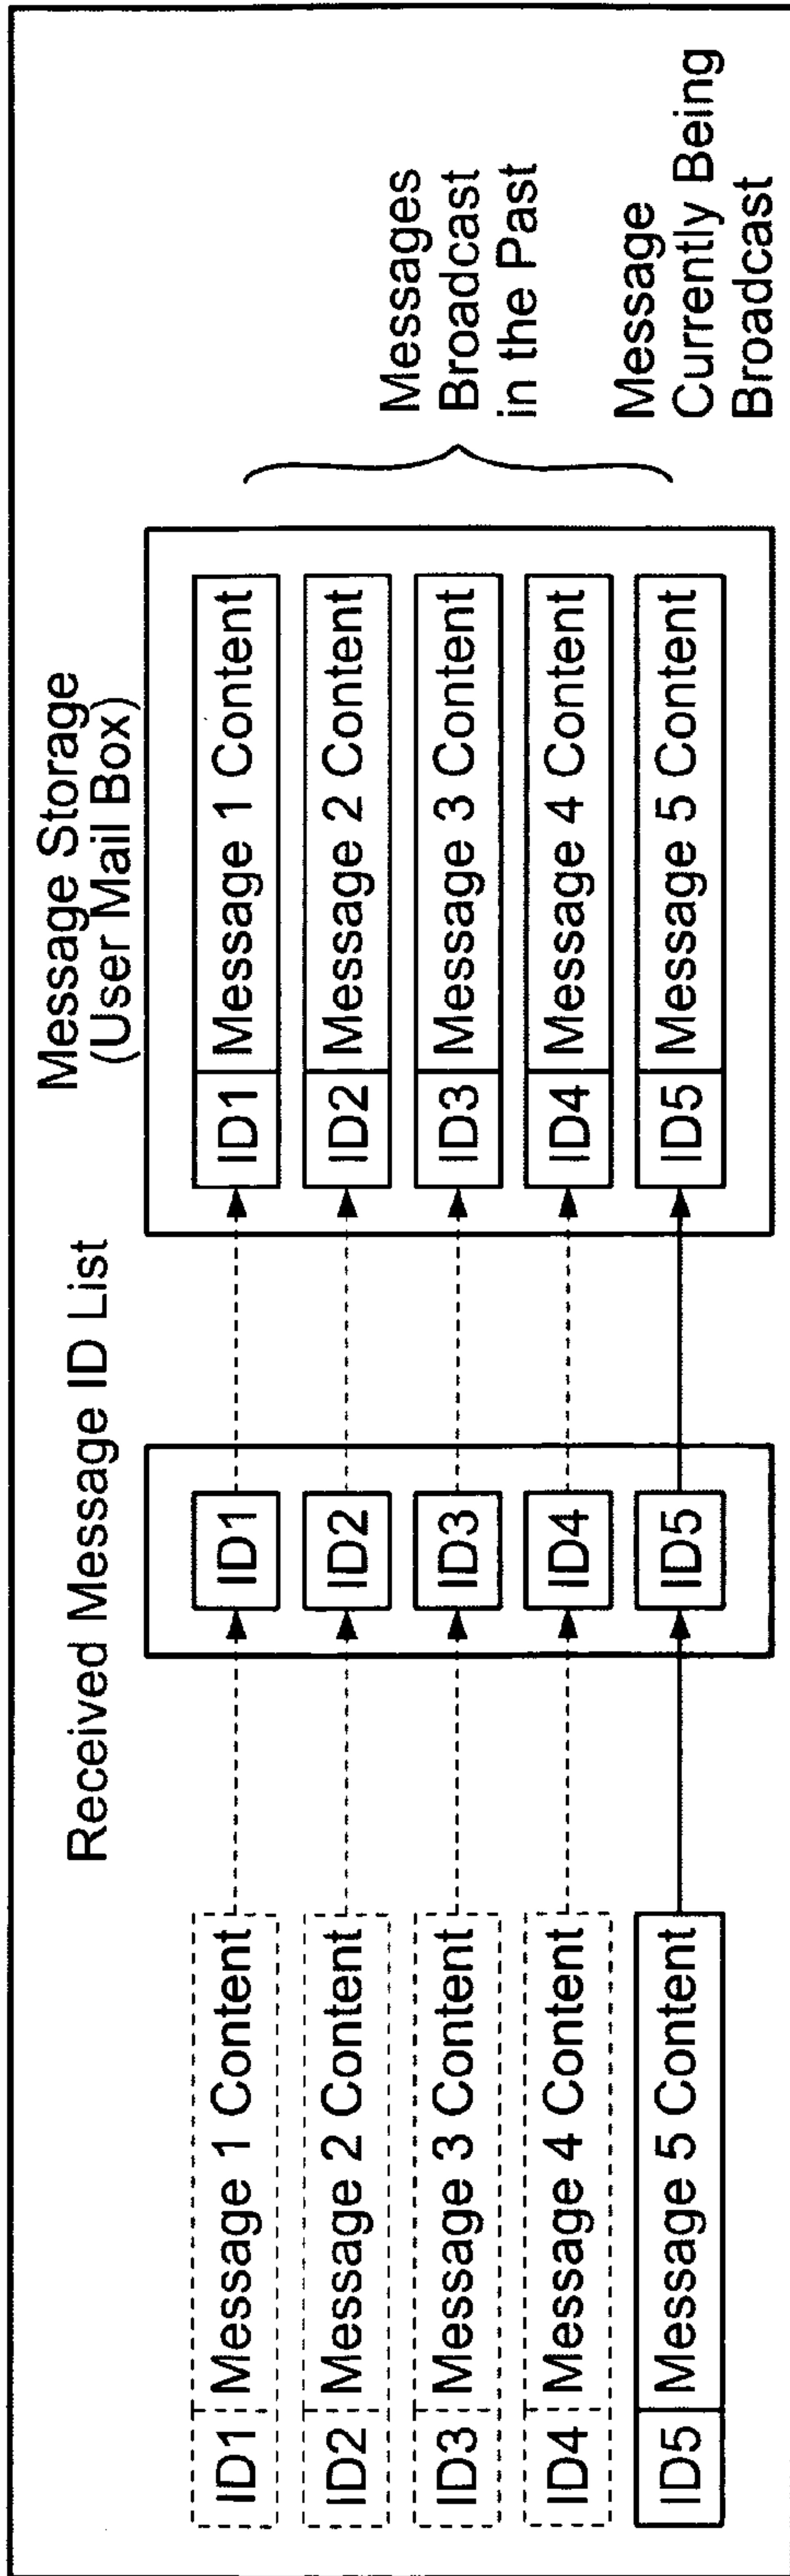 Message Storage
(User Mail Box)
Received Message ID List
ID1 Message 1 Content
ID1
ID1 Message 1 Content
ID2 Message 2 Content
ID2
ID2 Message 2 Content
ID3 Message 3 Content
ID3
ID3 Message 3 Content
ID4 Message 4 Content
ID4
ID4 Message 4 Content
ID5 Message 5 Content
ID5
ID5 Message 5 Content
Messages
Broadcast
in the Past
Message
Currently Being
Broadcast